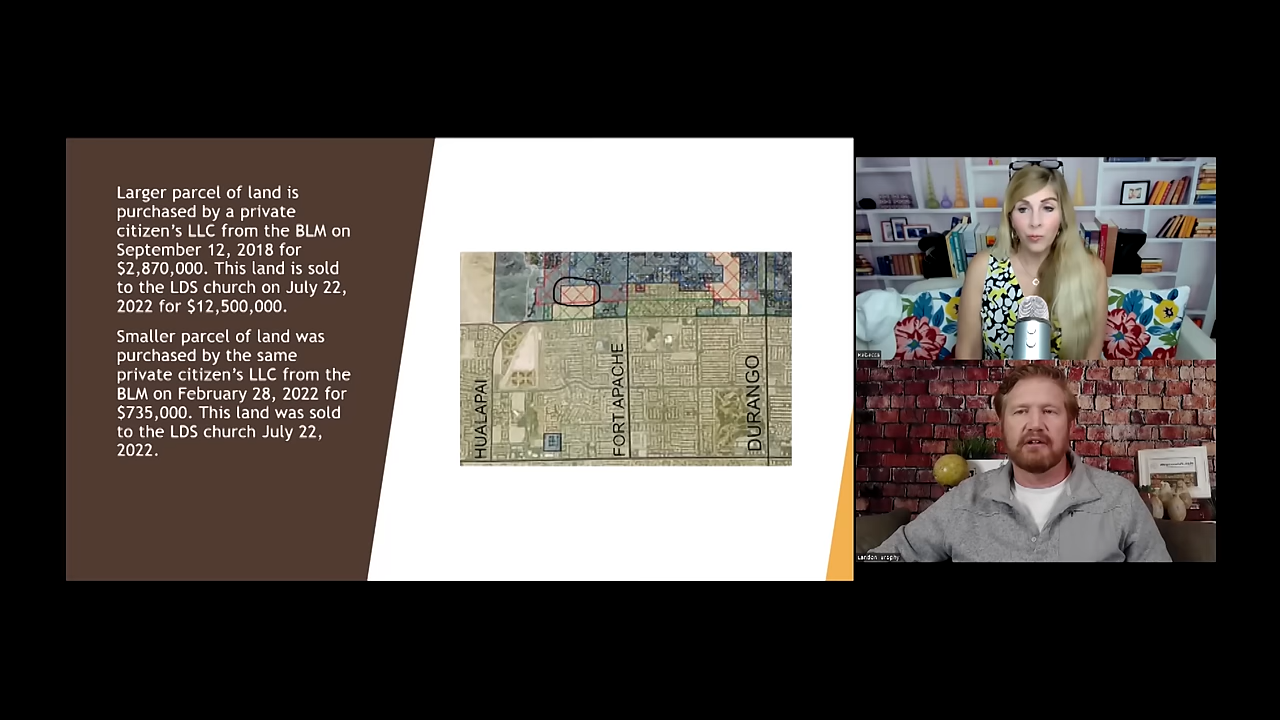 Larger parcel of land is
purchased by a private
citizen's LLC from the BLM on
September 12, 2018 for
$2,870,000. This land is sold
to the LDS church on July 22,
2022 for $12,500,000.
Smaller parcel of land was
purchased by the same
private citizen's LLC from the
BLM on February 28, 2022 for
$735,000. This land was sold
to the LDS church July 22,
2022.
HUALAPAI
FORT APACHE
DURANGO
Rebecca
Landon